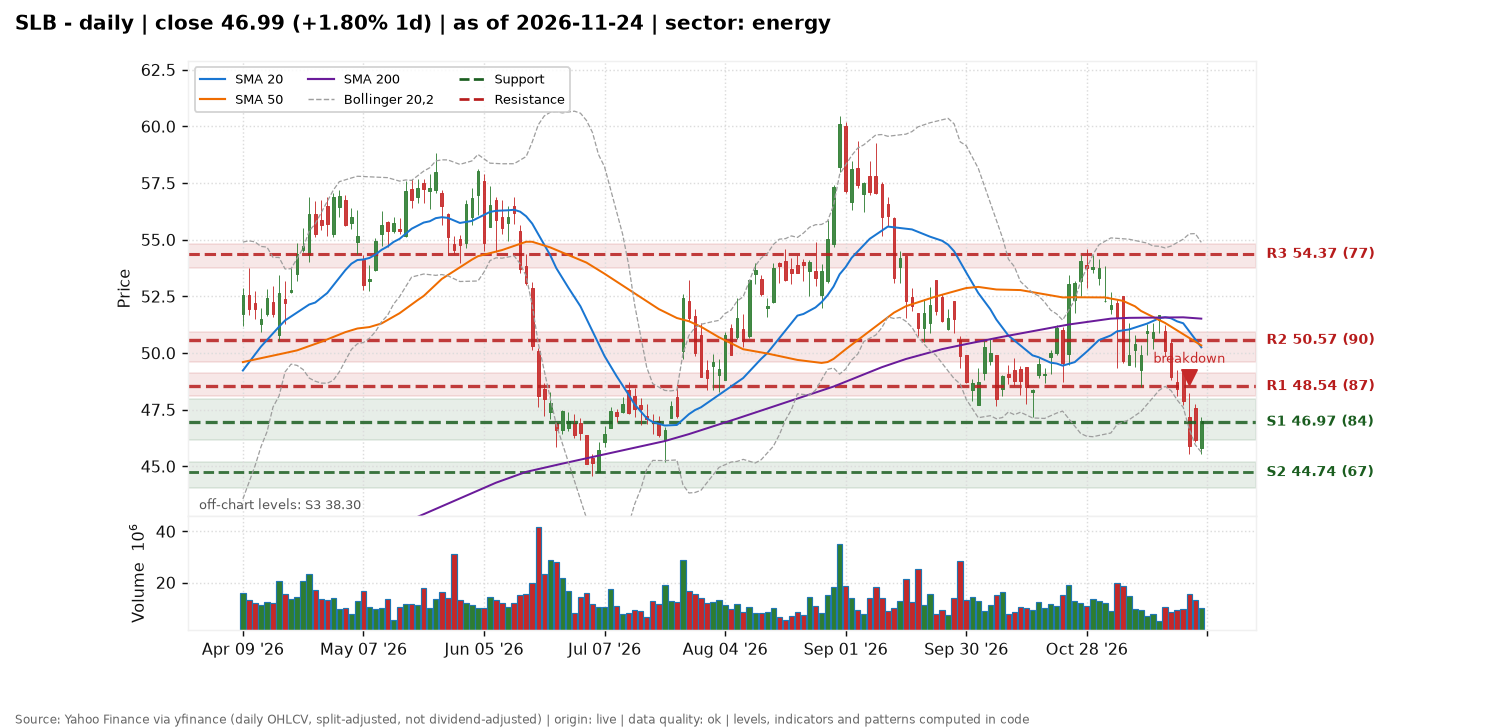 SLB - daily | close 46.99 (+1.80% 1d) | as of 2026-11-24 | sector: energy
SMA 20
SMA 50
SMA 200
Bollinger 20,2
Support
Resistance
Price
62.5
60.0
57.5
55.0
52.5
50.0
47.5
45.0
R3 54.37 (77)
R2 50.57 (90)
breakdown
R1 48.54 (87)
S1 46.97 (84)
S2 44.74 (67)
off-chart levels: S3 38.30
Volume 10⁶
40
20
Apr 09 '26
May 07 '26
Jun 05 '26
Jul 07 '26
Aug 04 '26
Sep 01 '26
Sep 30 '26
Oct 28 '26
Source: Yahoo Finance via yfinance (daily OHLCV, split-adjusted, not dividend-adjusted) | origin: live | data quality: ok | levels, indicators and patterns computed in code